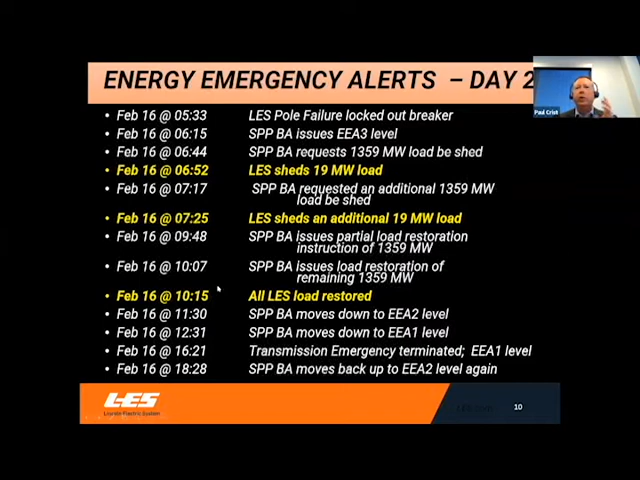 ENERGY EMERGENCY ALERTS – DAY 2
Paul Crist
• Feb 16 @ 05:33 LES Pole Failure locked out breaker
• Feb 16 @ 06:15 SPP BA issues EEA3 level
• Feb 16 @ 06:44 SPP BA requests 1359 MW load be shed
• Feb 16 @ 06:52 LES sheds 19 MW load
• Feb 16 @ 07:17 SPP BA requested an additional 1359 MW
load be shed
• Feb 16 @ 07:25 LES sheds an additional 19 MW load
• Feb 16 @ 09:48 SPP BA issues partial load restoration
instruction of 1359 MW
• Feb 16 @ 10:07 SPP BA issues load restoration of
remaining 1359 MW
• Feb 16 @ 10:15 All LES load restored
• Feb 16 @ 11:30 SPP BA moves down to EEA2 level
• Feb 16 @ 12:31 SPP BA moves down to EEA1 level
• Feb 16 @ 16:21 Transmission Emergency terminated; EEA1 level
• Feb 16 @ 18:28 SPP BA moves back up to EEA2 level again
LES
Lincoln Electric System
10